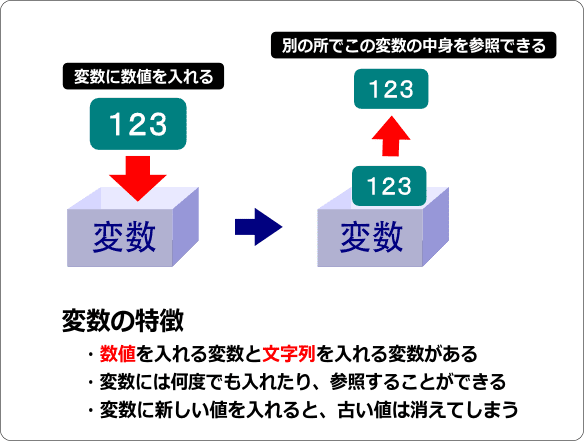 別の所でこの変数の中身を参照できる
変数に数値を入れる
123
123
123
変数
変数
変数の特徴
・数値を入れる変数と文字列を入れる変数がある
・変数には何度でも入れたり、参照することができる
・変数に新しい値を入れると、古い値は消えてしまう